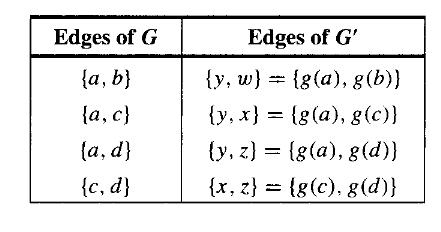 Edges of G Edges of G′
{a, b} {y, w} = {g(a), g(b)}
{a, c} {y, x} = {g(a), g(c)}
{a, d} {y, z} = {g(a), g(d)}
{c, d} {x, z} = {g(c), g(d)}